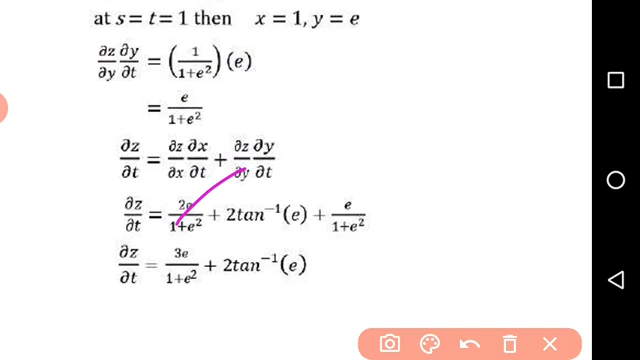 at s = t = 1 then x = 1, y = e
∂z/∂y ∂y/∂t = (1/(1+e²)) (e)
= e/(1+e²)
∂z/∂t = ∂z/∂x ∂x/∂t + ∂z/∂y ∂y/∂t
∂z/∂t = 2e/(1+e²) + 2tan⁻¹(e) + e/(1+e²)
∂z/∂t = 3e/(1+e²) + 2tan⁻¹(e)